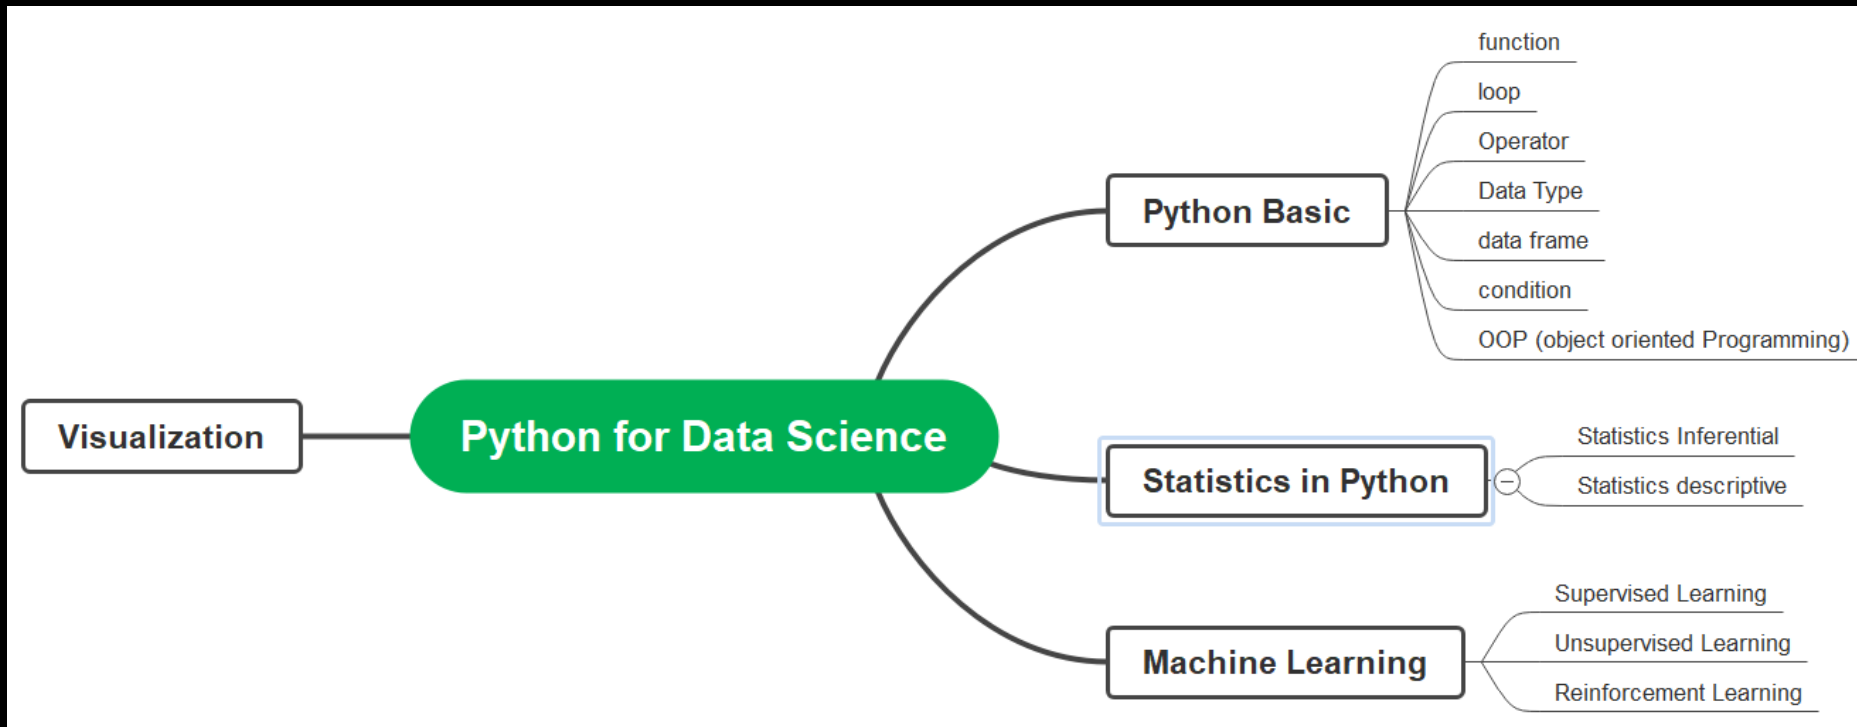 function
loop
Operator
Data Type
Python Basic
data frame
condition
OOP (object oriented Programming)
Visualization
Python for Data Science
Statistics Inferential
Statistics in Python
Statistics descriptive
Supervised Learning
Unsupervised Learning
Machine Learning
Reinforcement Learning